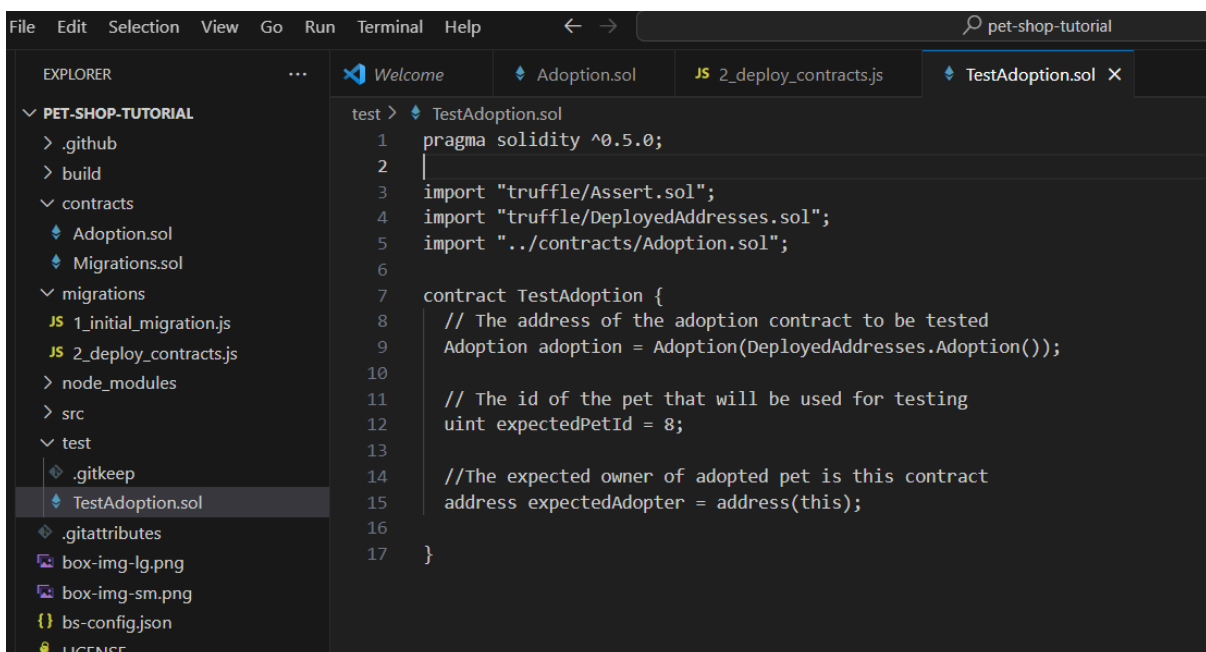 File Edit Selection View Go Run Terminal Help ← → pet-shop-tutorial
EXPLORER ...
Welcome Adoption.sol JS 2_deploy_contracts.js TestAdoption.sol ×
PET-SHOP-TUTORIAL
.github
build
contracts
Adoption.sol
Migrations.sol
migrations
JS 1_initial_migration.js
JS 2_deploy_contracts.js
node_modules
src
test
.gitkeep
TestAdoption.sol
.gitattributes
box-img-lg.png
box-img-sm.png
{} bs-config.json
LICENSE
test > TestAdoption.sol
1 pragma solidity ^0.5.0;
2
3 import "truffle/Assert.sol";
4 import "truffle/DeployedAddresses.sol";
5 import "../contracts/Adoption.sol";
6
7 contract TestAdoption {
8 // The address of the adoption contract to be tested
9 Adoption adoption = Adoption(DeployedAddresses.Adoption());
10
11 // The id of the pet that will be used for testing
12 uint expectedPetId = 8;
13
14 //The expected owner of adopted pet is this contract
15 address expectedAdopter = address(this);
16
17 }